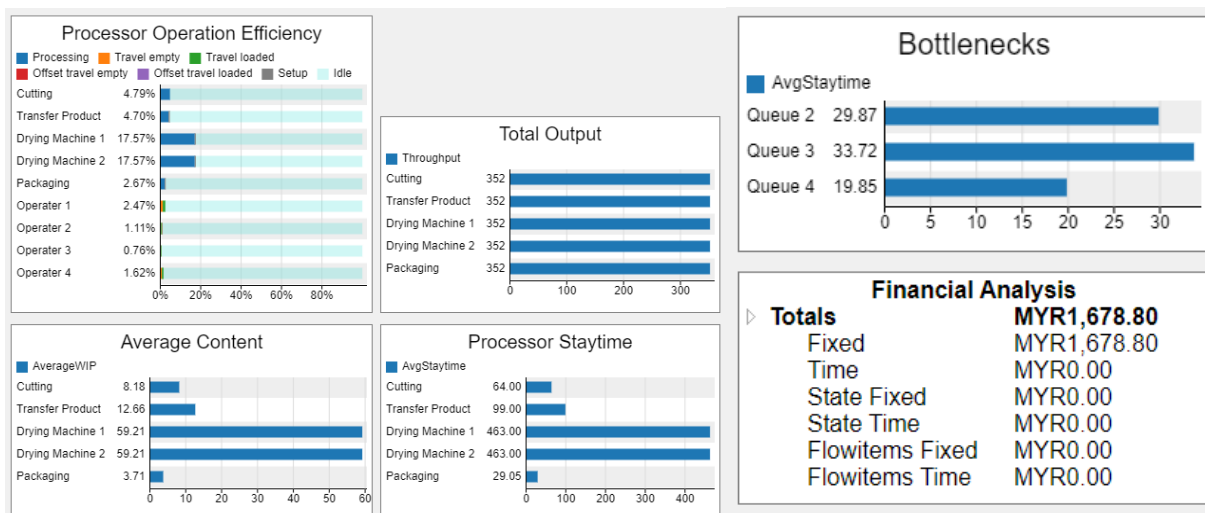 Processor Operation Efficiency
Processing Travel empty Travel loaded
Offset travel empty Offset travel loaded Setup Idle
Cutting 4.79%
Transfer Product 4.70%
Drying Machine 1 17.57%
Drying Machine 2 17.57%
Packaging 2.67%
Operater 1 2.47%
Operater 2 1.11%
Operater 3 0.76%
Operater 4 1.62%
0% 20% 40% 60% 80%
Total Output
Throughput
Cutting 352
Transfer Product 352
Drying Machine 1 352
Drying Machine 2 352
Packaging 352
0 100 200 300
Bottlenecks
AvgStaytime
Queue 2 29.87
Queue 3 33.72
Queue 4 19.85
0 5 10 15 20 25 30
Average Content
AverageWIP
Cutting 8.18
Transfer Product 12.66
Drying Machine 1 59.21
Drying Machine 2 59.21
Packaging 3.71
0 10 20 30 40 50 60
Processor Staytime
AvgStaytime
Cutting 64.00
Transfer Product 99.00
Drying Machine 1 463.00
Drying Machine 2 463.00
Packaging 29.05
0 100 200 300 400
Financial Analysis
Totals MYR1,678.80
Fixed MYR1,678.80
Time MYR0.00
State Fixed MYR0.00
State Time MYR0.00
Flowitems Fixed MYR0.00
Flowitems Time MYR0.00